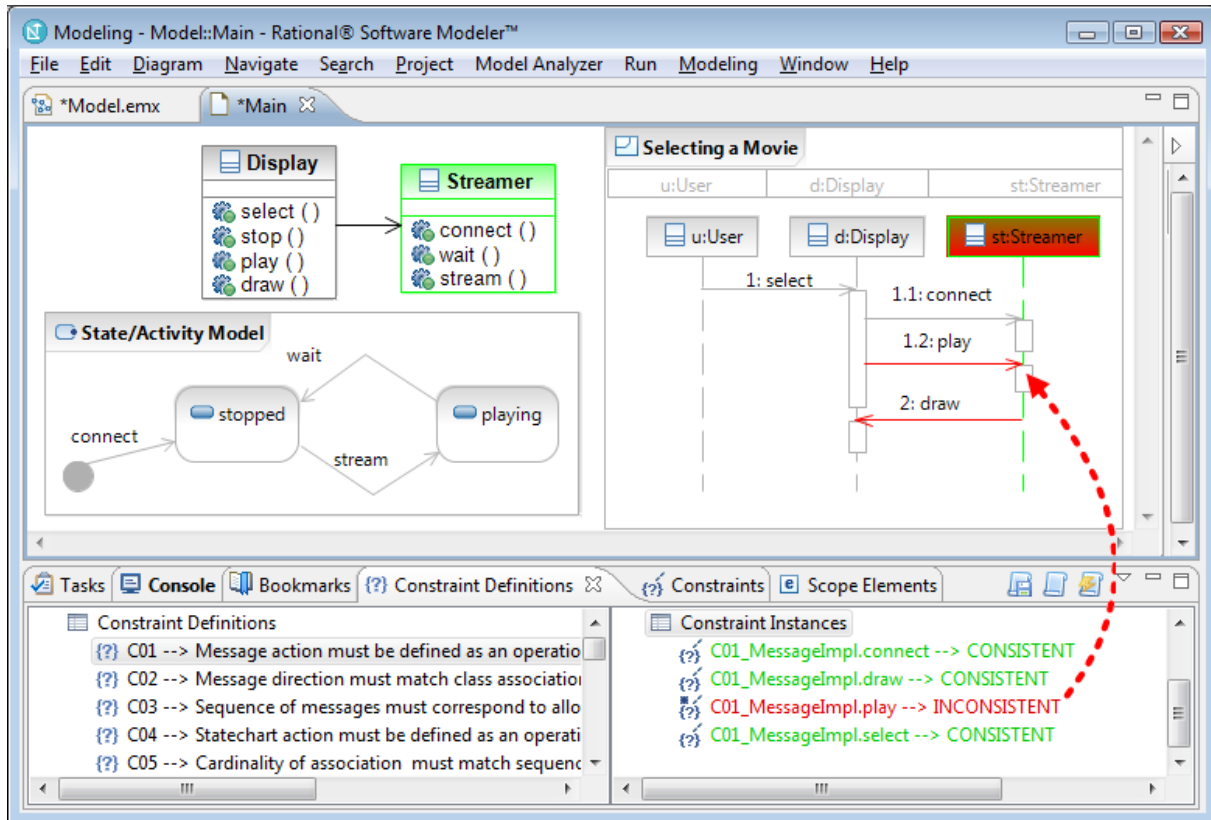 Modeling - Model::Main - Rational® Software Modeler™
File Edit Diagram Navigate Search Project Model Analyzer Run Modeling Window Help
*Model.emx *Main
Display
select ( )
stop ( )
play ( )
draw ( )
Streamer
connect ( )
wait ( )
stream ( )
State/Activity Model
wait
stopped
playing
connect
stream
Selecting a Movie
u:User d:Display st:Streamer
u:User d:Display st:Streamer
1: select
1.1: connect
1.2: play
2: draw
Tasks Console Bookmarks {?} Constraint Definitions {?} Constraints Scope Elements
Constraint Definitions
{?} C01 --> Message action must be defined as an operatio
{?} C02 --> Message direction must match class association
{?} C03 --> Sequence of messages must correspond to allo
{?} C04 --> Statechart action must be defined as an operati
{?} C05 --> Cardinality of association must match sequenc
Constraint Instances
{?} C01_MessageImpl.connect --> CONSISTENT
{?} C01_MessageImpl.draw --> CONSISTENT
{?} C01_MessageImpl.play --> INCONSISTENT
{?} C01_MessageImpl.select --> CONSISTENT